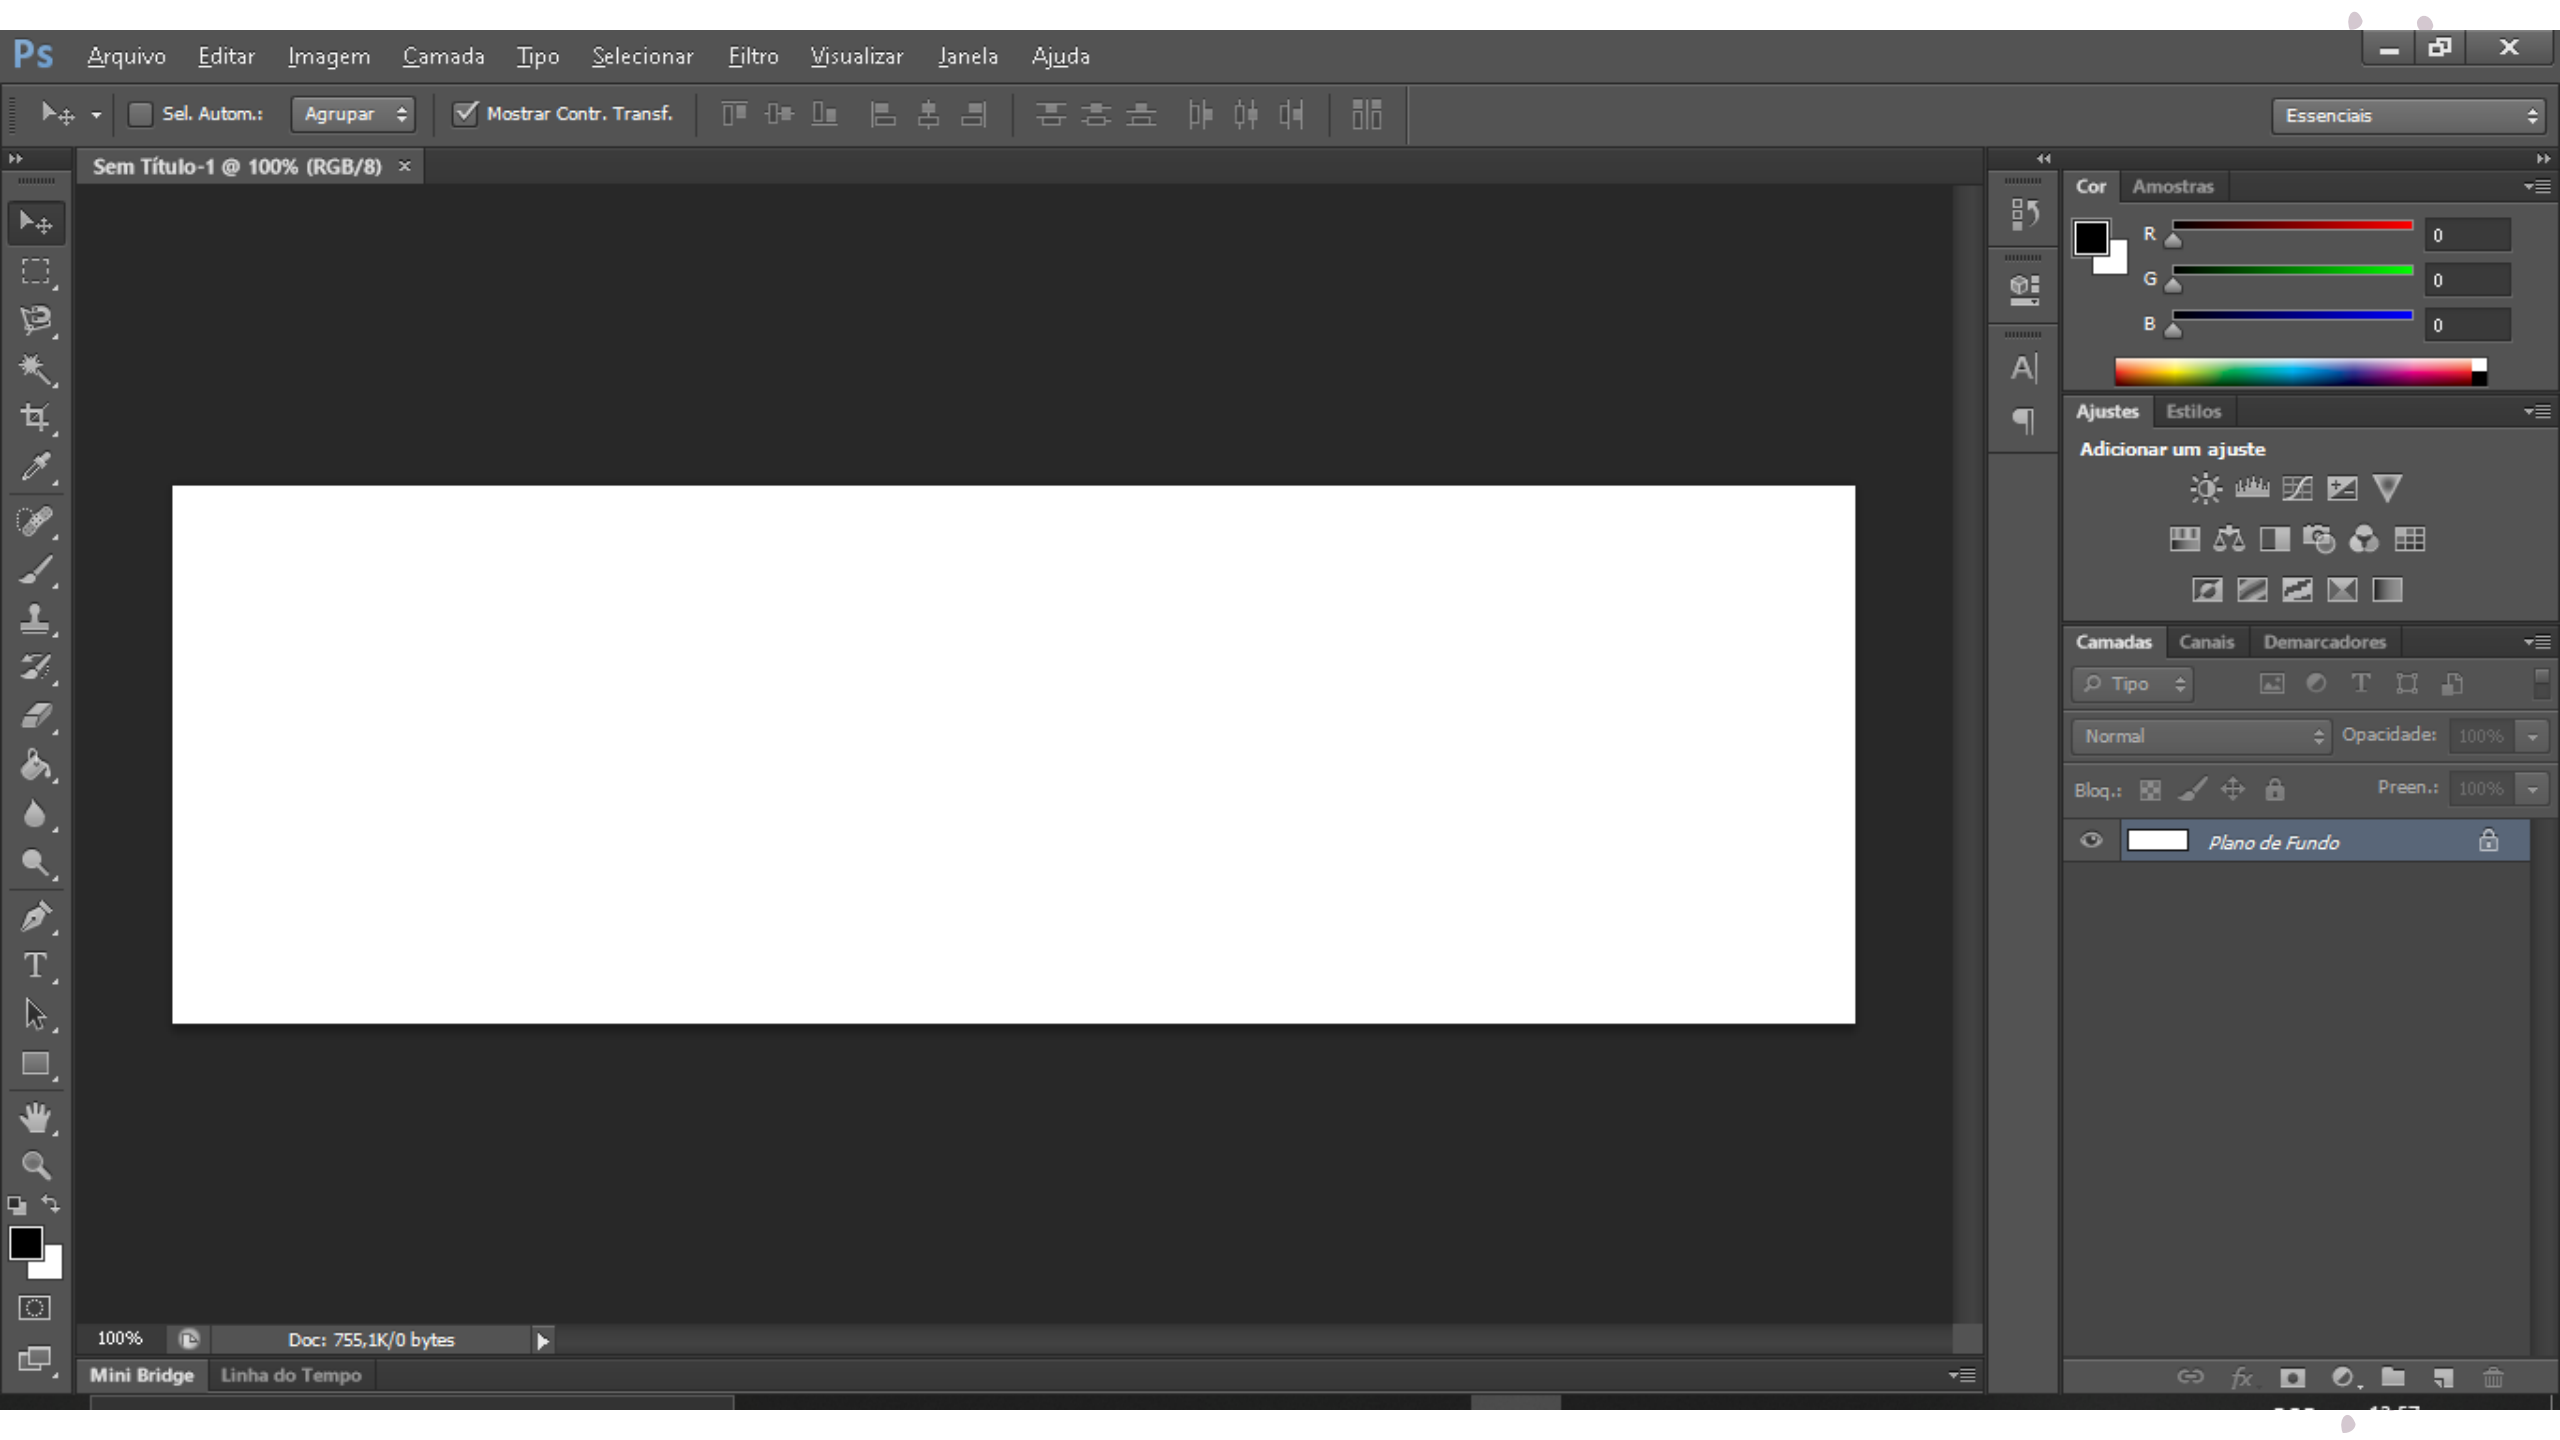 Ps Arquivo Editar Imagem Camada Tipo Selecionar Filtro Visualizar Janela Ajuda
Sel. Autom.: Agrupar Mostrar Contr. Transf. Essenciais
Sem Título-1 @ 100% (RGB/8) ×
Cor Amostras
R 0
G 0
B 0
Ajustes Estilos
Adicionar um ajuste
Camadas Canais Demarcadores
Tipo
Normal Opacidade: 100%
Bloq.: Preen.: 100%
Plano de Fundo
100% Doc: 755,1K/0 bytes
Mini Bridge Linha do Tempo
fx